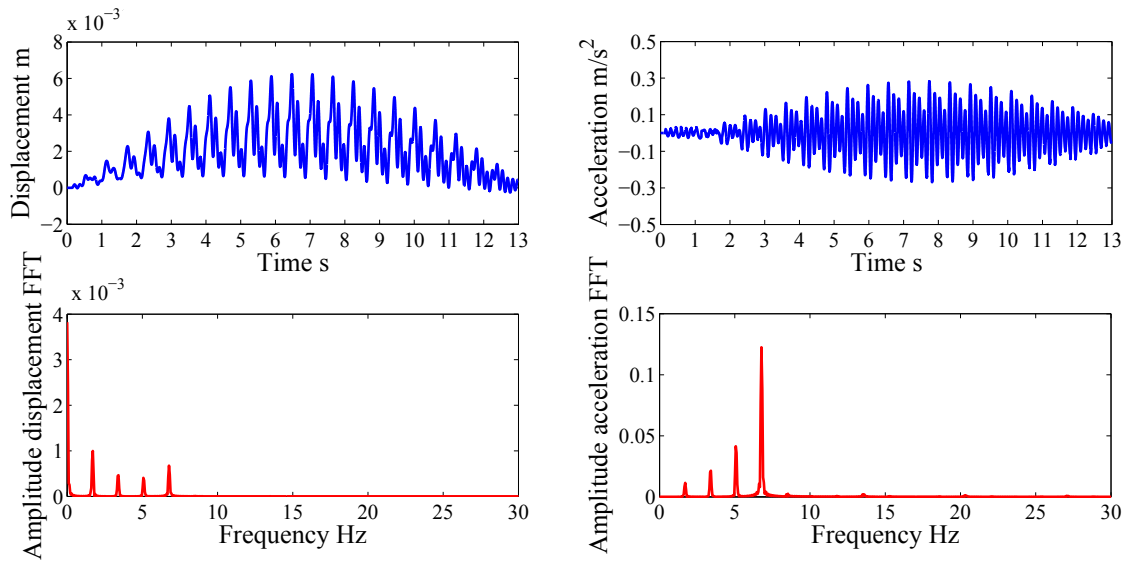 x 10⁻³
Displacement m
8
6
4
2
0
−2
0 1 2 3 4 5 6 7 8 9 10 11 12 13
Time s
Acceleration m/s²
0.5
0.3
0.1
−0.1
−0.3
−0.5
0 1 2 3 4 5 6 7 8 9 10 11 12 13
Time s
x 10⁻³
Amplitude displacement FFT
4
3
2
1
0
0 5 10 15 20 25 30
Frequency Hz
Amplitude acceleration FFT
0.15
0.1
0.05
0
0 5 10 15 20 25 30
Frequency Hz